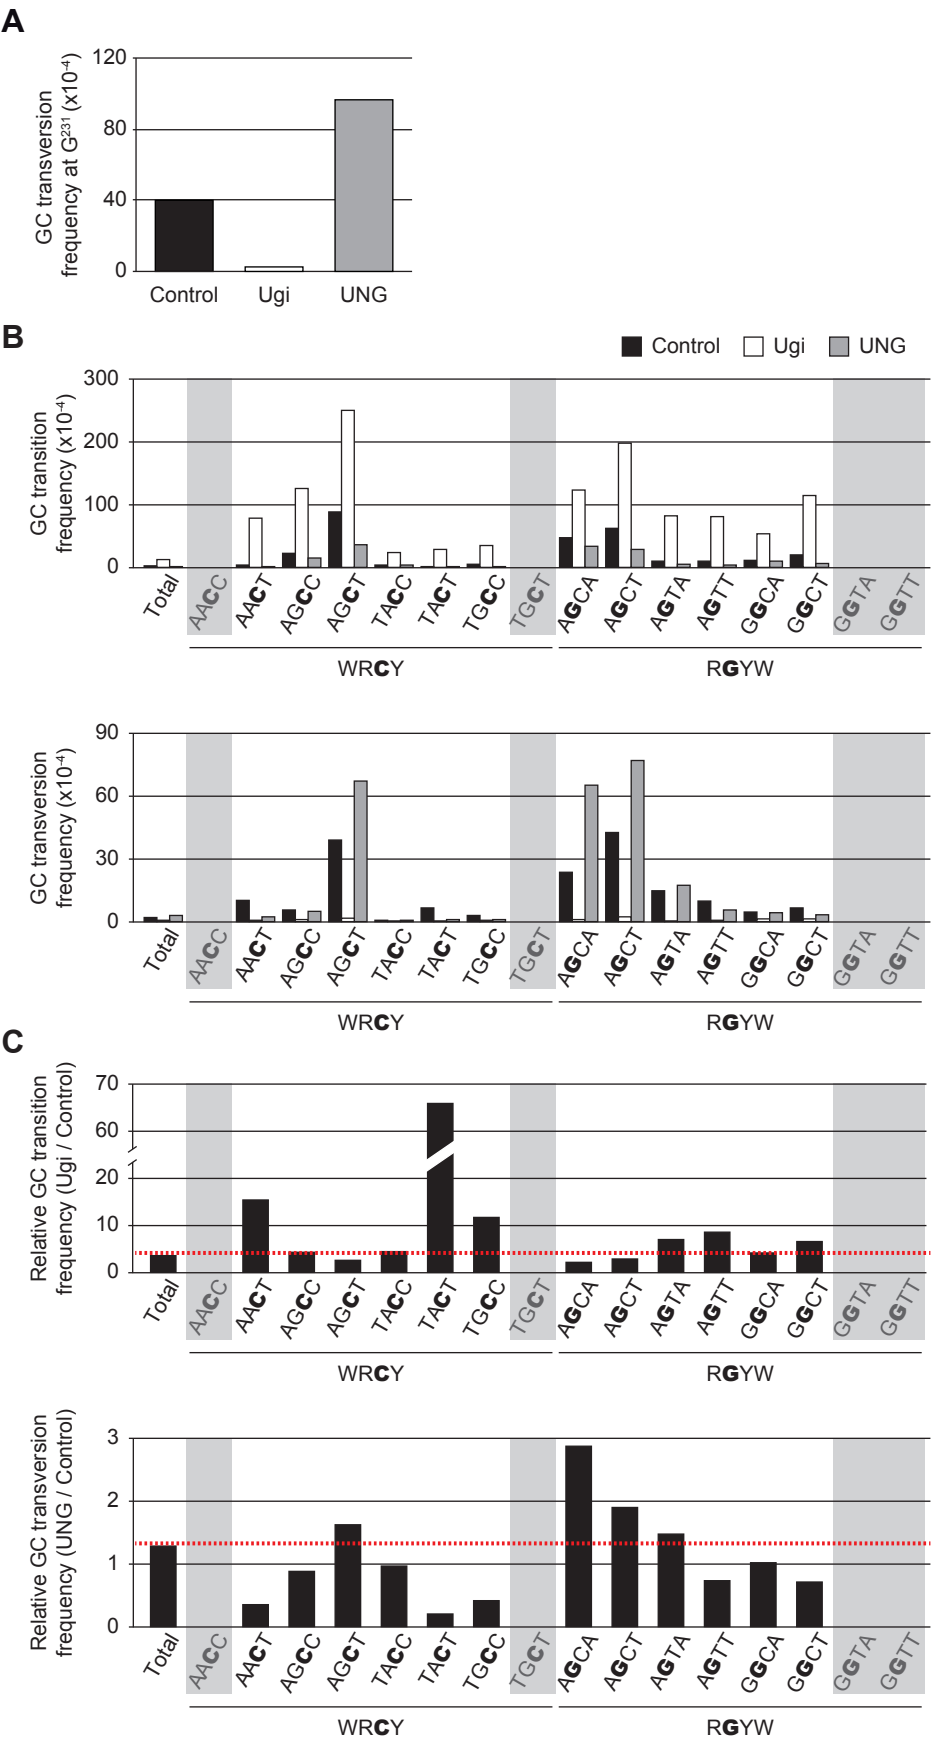 A
GC transversion
frequency at G²³¹ (x10⁻⁴)
120
80
40
0
Control Ugi UNG
B
Control Ugi UNG
GC transition
frequency (x10⁻⁴)
300
200
100
0
Total AACC AACT AGCC AGCT TACC TACT TGCC TGCT AGCA AGCT AGTA AGTT GGCA GGCT GGTA GGTT
WRCY RGYW
GC transversion
frequency (x10⁻⁴)
90
60
30
0
Total AACC AACT AGCC AGCT TACC TACT TGCC TGCT AGCA AGCT AGTA AGTT GGCA GGCT GGTA GGTT
WRCY RGYW
C
Relative GC transition
frequency (Ugi / Control)
70
60
20
10
0
Total AACC AACT AGCC AGCT TACC TACT TGCC TGCT AGCA AGCT AGTA AGTT GGCA GGCT GGTA GGTT
WRCY RGYW
Relative GC transversion
frequency (UNG / Control)
3
2
1
0
Total AACC AACT AGCC AGCT TACC TACT TGCC TGCT AGCA AGCT AGTA AGTT GGCA GGCT GGTA GGTT
WRCY RGYW